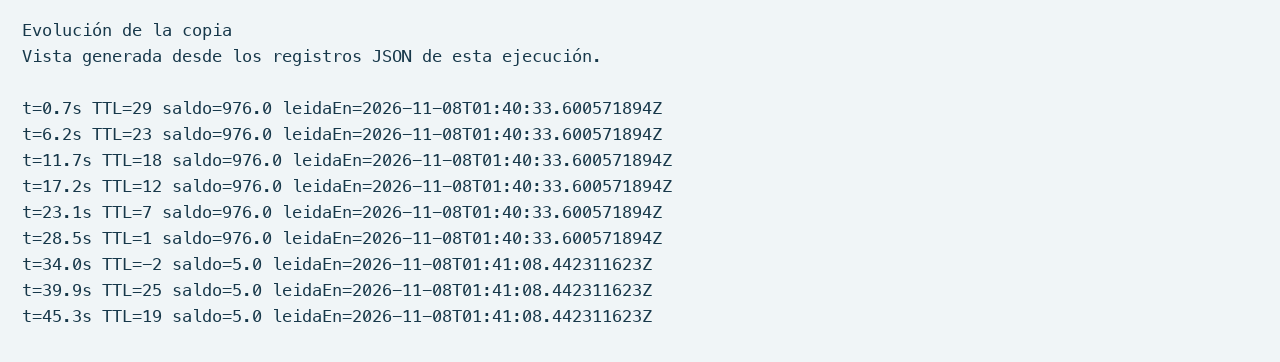 Evolución de la copia
Vista generada desde los registros JSON de esta ejecución.
t=0.7s TTL=29 saldo=976.0 leidaEn=2026-11-08T01:40:33.600571894Z
t=6.2s TTL=23 saldo=976.0 leidaEn=2026-11-08T01:40:33.600571894Z
t=11.7s TTL=18 saldo=976.0 leidaEn=2026-11-08T01:40:33.600571894Z
t=17.2s TTL=12 saldo=976.0 leidaEn=2026-11-08T01:40:33.600571894Z
t=23.1s TTL=7 saldo=976.0 leidaEn=2026-11-08T01:40:33.600571894Z
t=28.5s TTL=1 saldo=976.0 leidaEn=2026-11-08T01:40:33.600571894Z
t=34.0s TTL=-2 saldo=5.0 leidaEn=2026-11-08T01:41:08.442311623Z
t=39.9s TTL=25 saldo=5.0 leidaEn=2026-11-08T01:41:08.442311623Z
t=45.3s TTL=19 saldo=5.0 leidaEn=2026-11-08T01:41:08.442311623Z